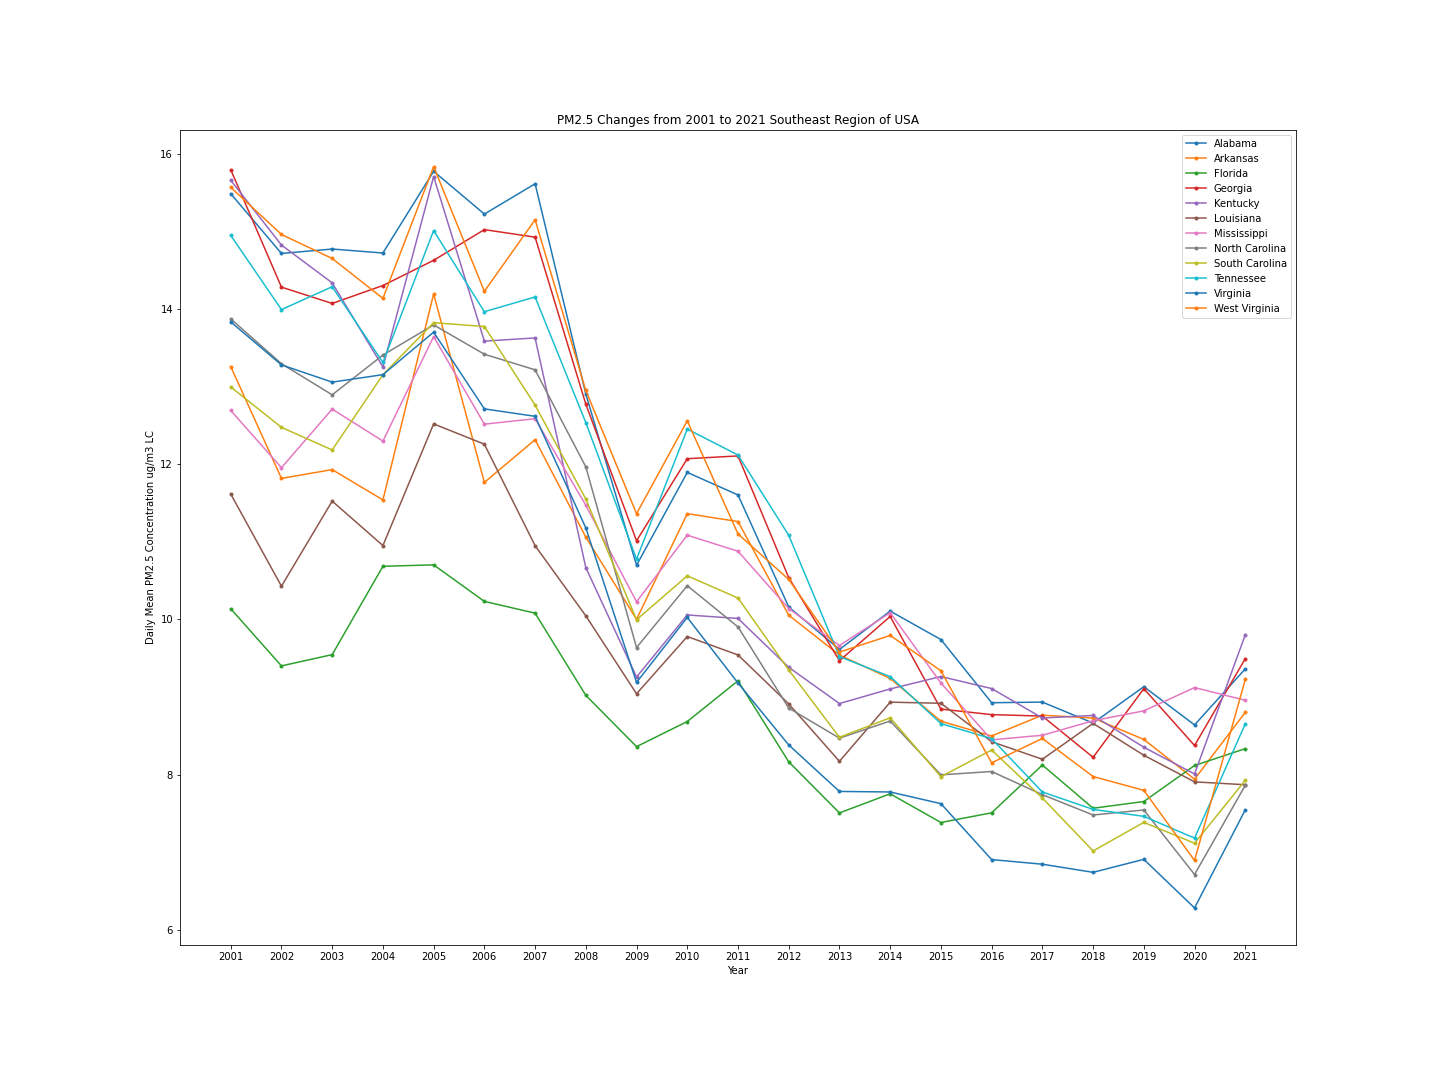 PM2.5 Changes from 2001 to 2021 Southeast Region of USA
16
14
12
10
8
6
Daily Mean PM2.5 Concentration ug/m3 LC
Alabama
Arkansas
Florida
Georgia
Kentucky
Louisiana
Mississippi
North Carolina
South Carolina
Tennessee
Virginia
West Virginia
2001 2002 2003 2004 2005 2006 2007 2008 2009 2010 2011 2012 2013 2014 2015 2016 2017 2018 2019 2020 2021
Year